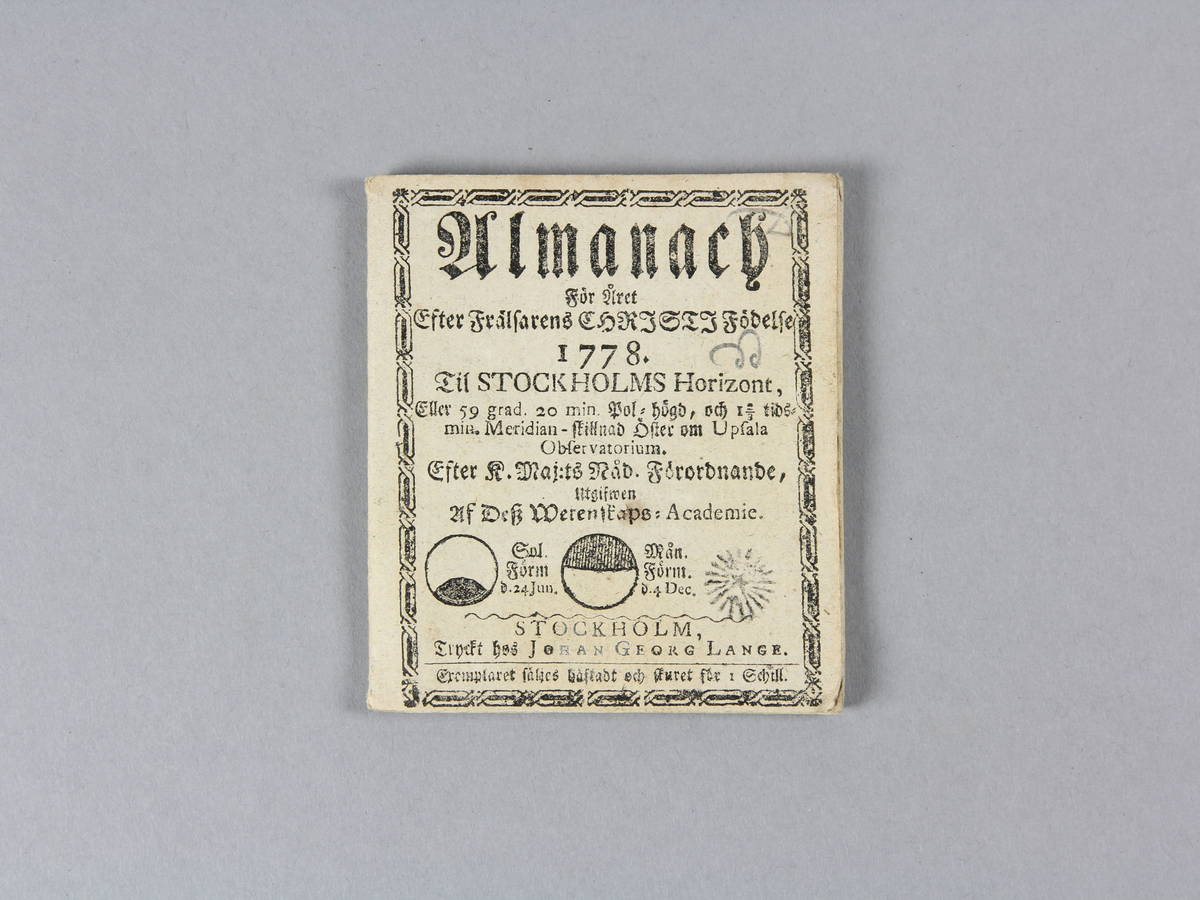 Almanach
För Året
Efter Frälsarens CHRISTI Födelse
1778.
Til STOCKHOLMS Horizont,
Eller 59 grad. 20 min. Pol-högd, och 1⅖ tids-
min. Meridian-skillnad Öster om Upsala
Observatorium.
Efter K. Maj:ts Nåd. Förordnande,
Utgifwen
Af Deß Wetenskaps-Academie.
Sol.
Förm
d.24 Jun.
Mån.
Förm.
d.4 Dec.
STOCKHOLM,
Tryckt hos JOHAN GEORG LANGE.
Exemplaret säljes häftadt och skuret för 1 Schill.
3